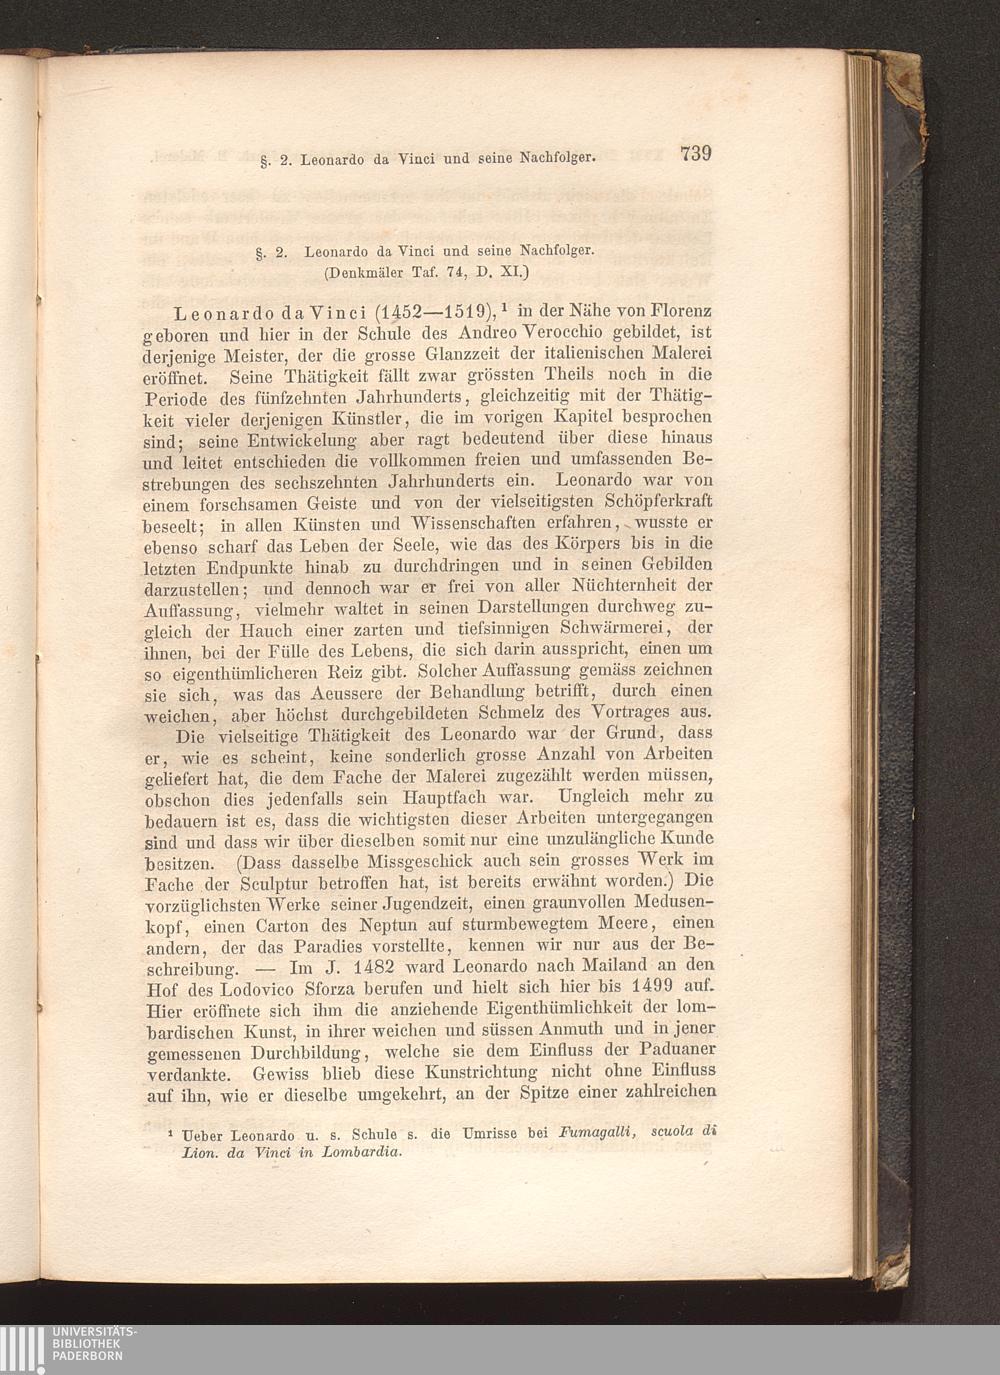 §. 2. Leonardo da Vinci und seine Nachfolger. 739
§. 2. Leonardo da Vinci und seine Nachfolger.
(Denkmäler Taf. 74, D. XI.)
Leonardo da Vinci (1452—1519),¹ in der Nähe von Florenz
geboren und hier in der Schule des Andreo Verocchio gebildet, ist
derjenige Meister, der die grosse Glanzzeit der italienischen Malerei
eröffnet. Seine Thätigkeit fällt zwar grössten Theils noch in die
Periode des fünfzehnten Jahrhunderts, gleichzeitig mit der Thätig-
keit vieler derjenigen Künstler, die im vorigen Kapitel besprochen
sind; seine Entwickelung aber ragt bedeutend über diese hinaus
und leitet entschieden die vollkommen freien und umfassenden Be-
strebungen des sechszehnten Jahrhunderts ein. Leonardo war von
einem forschsamen Geiste und von der vielseitigsten Schöpferkraft
beseelt; in allen Künsten und Wissenschaften erfahren, wusste er
ebenso scharf das Leben der Seele, wie das des Körpers bis in die
letzten Endpunkte hinab zu durchdringen und in seinen Gebilden
darzustellen; und dennoch war er frei von aller Nüchternheit der
Auffassung, vielmehr waltet in seinen Darstellungen durchweg zu-
gleich der Hauch einer zarten und tiefsinnigen Schwärmerei, der
ihnen, bei der Fülle des Lebens, die sich darin ausspricht, einen um
so eigenthümlicheren Reiz gibt. Solcher Auffassung gemäss zeichnen
sie sich, was das Aeussere der Behandlung betrifft, durch einen
weichen, aber höchst durchgebildeten Schmelz des Vortrages aus.
Die vielseitige Thätigkeit des Leonardo war der Grund, dass
er, wie es scheint, keine sonderlich grosse Anzahl von Arbeiten
geliefert hat, die dem Fache der Malerei zugezählt werden müssen,
obschon dies jedenfalls sein Hauptfach war. Ungleich mehr zu
bedauern ist es, dass die wichtigsten dieser Arbeiten untergegangen
sind und dass wir über dieselben somit nur eine unzulängliche Kunde
besitzen. (Dass dasselbe Missgeschick auch sein grosses Werk im
Fache der Sculptur betroffen hat, ist bereits erwähnt worden.) Die
vorzüglichsten Werke seiner Jugendzeit, einen graunvollen Medusen-
kopf, einen Carton des Neptun auf sturmbewegtem Meere, einen
andern, der das Paradies vorstellte, kennen wir nur aus der Be-
schreibung. — Im J. 1482 ward Leonardo nach Mailand an den
Hof des Lodovico Sforza berufen und hielt sich hier bis 1499 auf.
Hier eröffnete sich ihm die anziehende Eigenthümlichkeit der lom-
bardischen Kunst, in ihrer weichen und süssen Anmuth und in jener
gemessenen Durchbildung, welche sie dem Einfluss der Paduaner
verdankte. Gewiss blieb diese Kunstrichtung nicht ohne Einfluss
auf ihn, wie er dieselbe umgekehrt, an der Spitze einer zahlreichen
¹ Ueber Leonardo u. s. Schule s. die Umrisse bei Fumagalli, scuola di
Lion. da Vinci in Lombardia.
UNIVERSITÄTS-
BIBLIOTHEK
PADERBORN